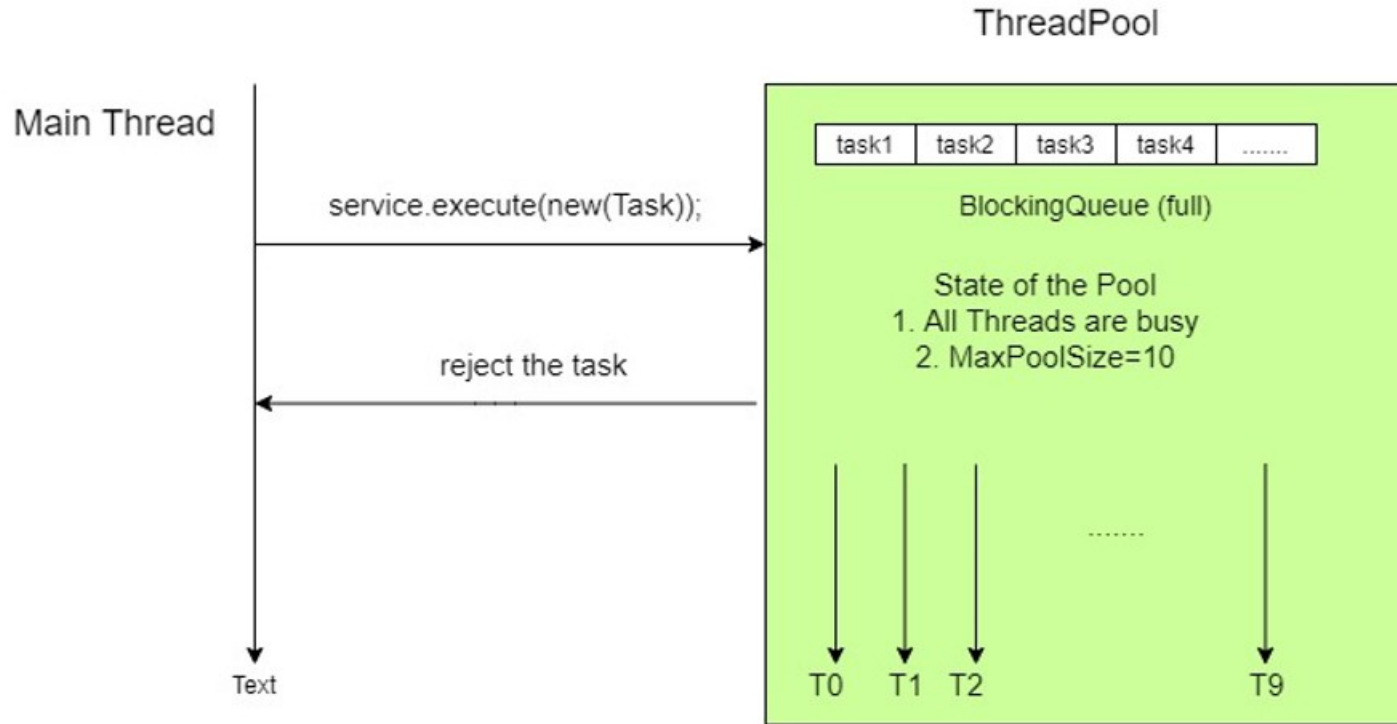 ThreadPool
Main Thread
task1 task2 task3 task4 .......
service.execute(new(Task));
BlockingQueue (full)
State of the Pool
1. All Threads are busy
2. MaxPoolSize=10
reject the task
.......
Text
T0 T1 T2 T9